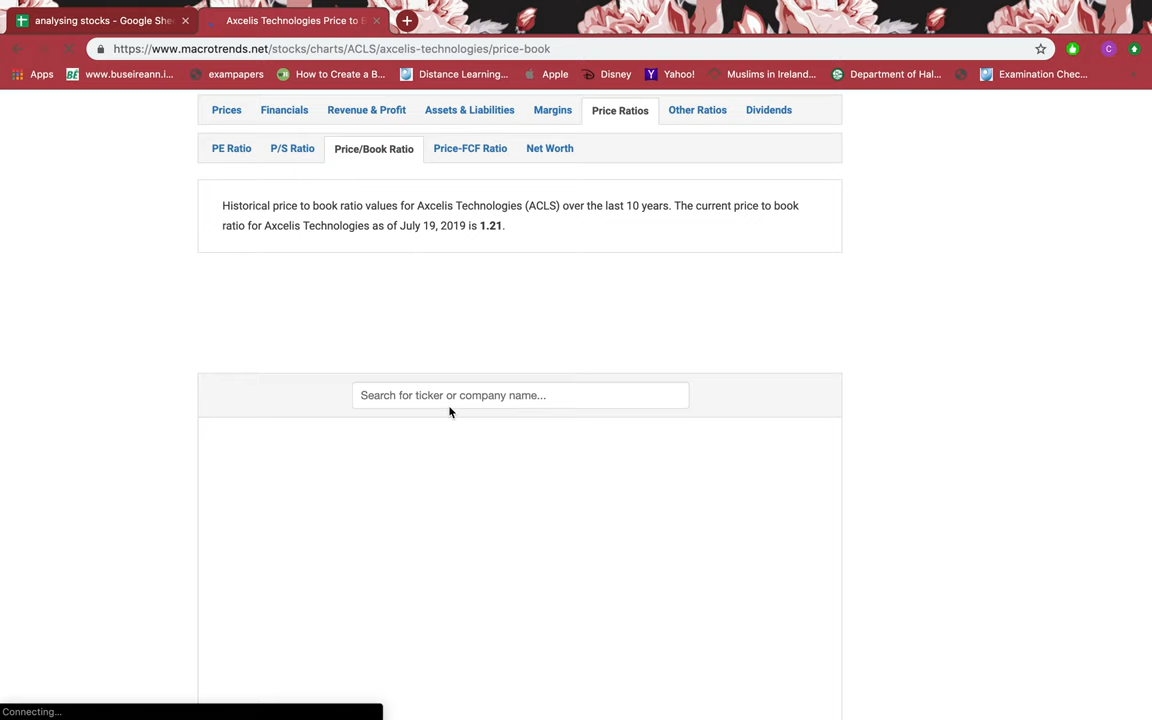 analysing stocks - Google She
Axcelis Technologies Price to B
https://www.macrotrends.net/stocks/charts/ACLS/axcelis-technologies/price-book
C
Apps
BÉ www.buseireann.i...
exampapers
How to Create a B...
Distance Learning...
Apple
Disney
Y Yahoo!
Muslims in Ireland...
Department of Hal...
Examination Chec...
Prices Financials Revenue & Profit Assets & Liabilities Margins Price Ratios Other Ratios Dividends
PE Ratio P/S Ratio Price/Book Ratio Price-FCF Ratio Net Worth
Historical price to book ratio values for Axcelis Technologies (ACLS) over the last 10 years. The current price to book
ratio for Axcelis Technologies as of July 19, 2019 is 1.21.
Search for ticker or company name...
Connecting...